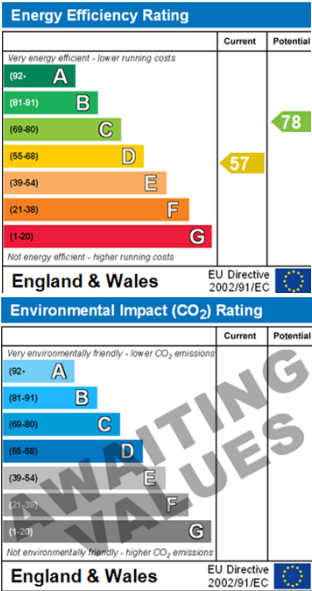 Energy Efficiency Rating
Current Potential
Very energy efficient - lower running costs
(92- A
(81-91) B
(69-80) C
78
(55-68) D
57
(39-54) E
(21-38) F
(1-20) G
Not energy efficient - higher running costs
England & Wales
EU Directive
2002/91/EC
Environmental Impact (CO2) Rating
Current Potential
Very environmentally friendly - lower CO2 emissions
(92- A
(81-91) B
(69-80) C
(55-68) D
(39-54) E
(21-38) F
(1-20) G
AWAITING
VALUES
Not environmentally friendly - higher CO2 emissions
England & Wales
EU Directive
2002/91/EC